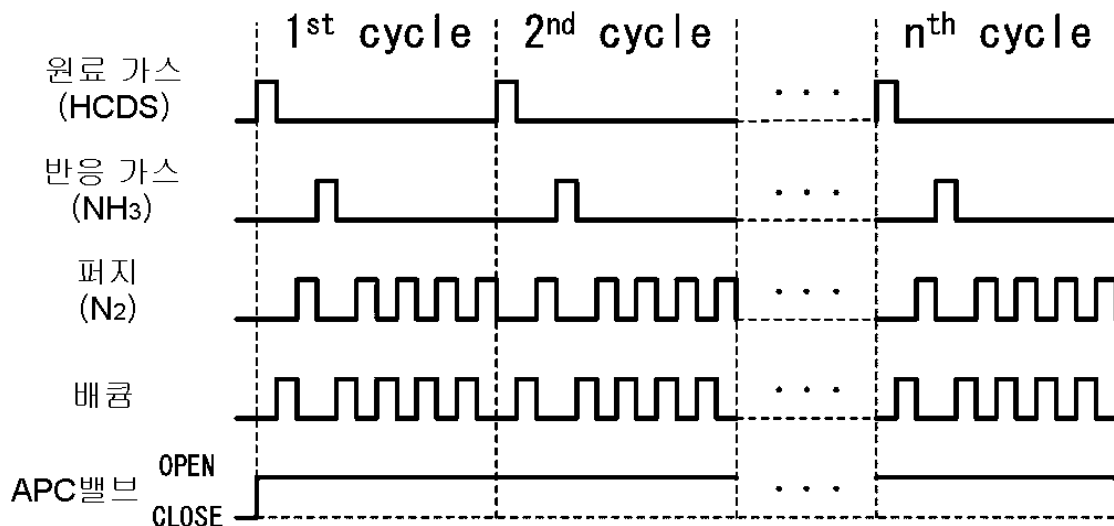 1st cycle 2nd cycle nth cycle
원료 가스
(HCDS)
반응 가스
(NH3)
퍼지
(N2)
배큠
OPEN
APC밸브
CLOSE